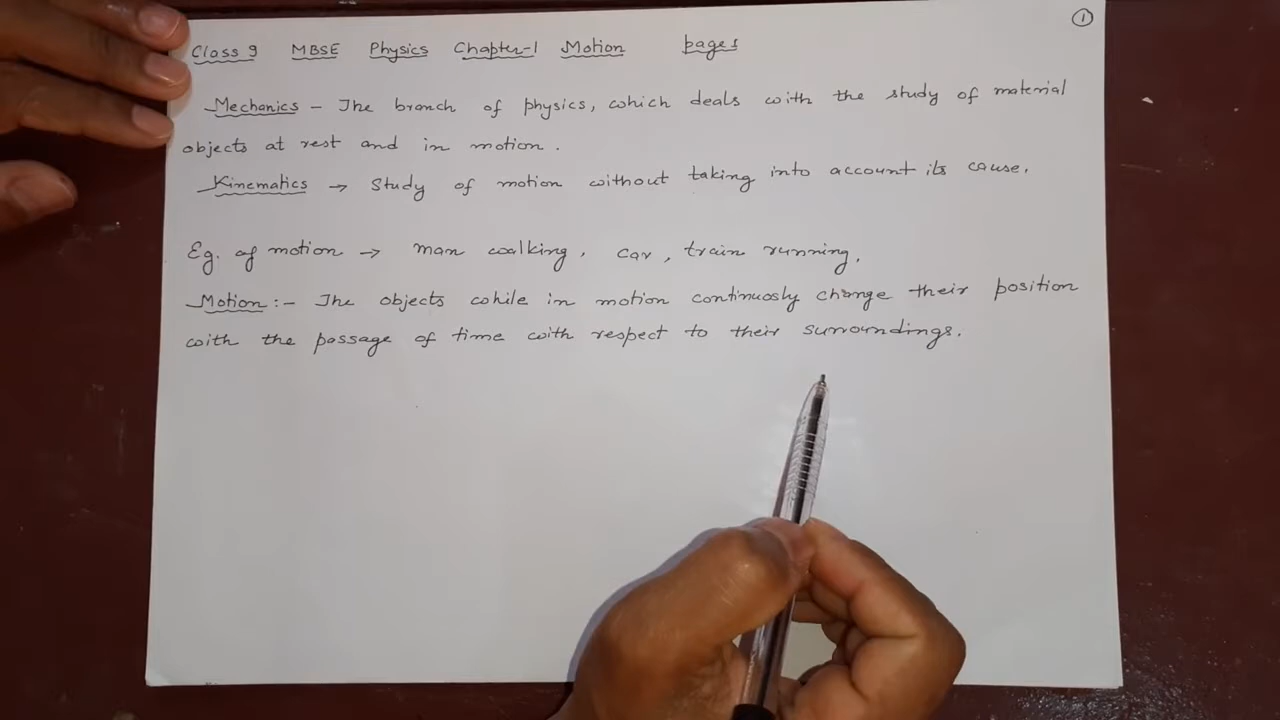 ①
Class 9 MBSE Physics Chapter-1 Motion pages
Mechanics - The branch of physics, which deals with the study of material
objects at rest and in motion.
Kinematics → Study of motion without taking into account its cause.
Eg. of motion → man walking, car, train running.
Motion:- The objects while in motion continuosly change their position
with the passage of time with respect to their surroundings.